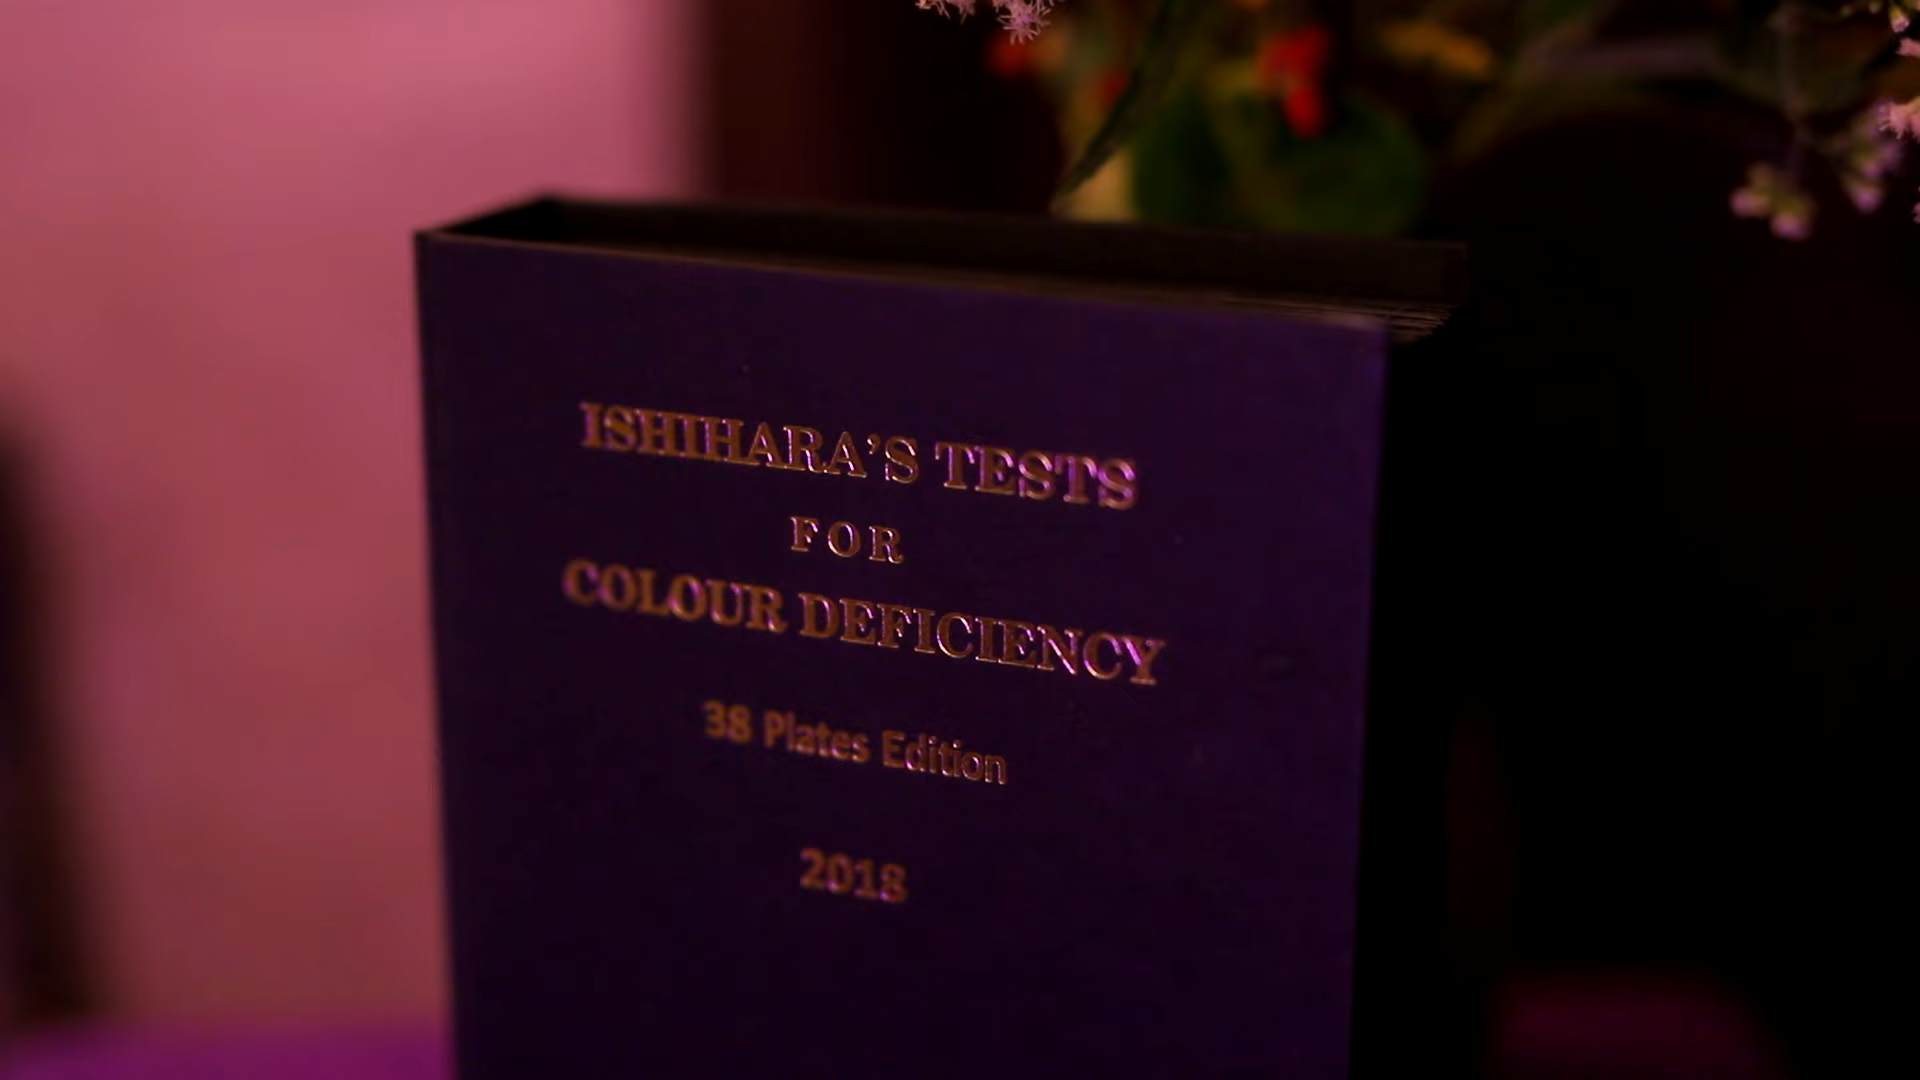 ISHIHARA'S TESTS
FOR
COLOUR DEFICIENCY
38 Plates Edition
2018